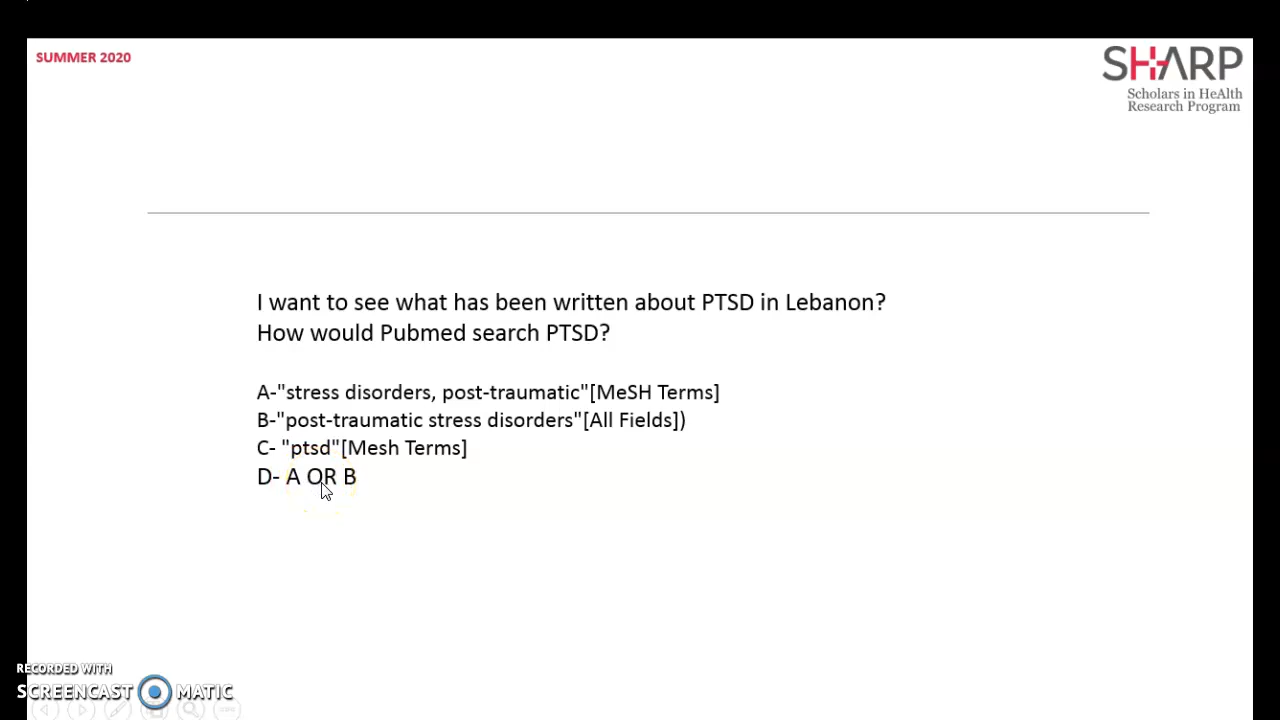 SUMMER 2020
SHARP
Scholars in HeAlth
Research Program
I want to see what has been written about PTSD in Lebanon?
How would Pubmed search PTSD?
A-"stress disorders, post-traumatic"[MeSH Terms]
B-"post-traumatic stress disorders"[All Fields])
C- "ptsd"[Mesh Terms]
D- A OR B
RECORDED WITH
SCREENCAST MATIC